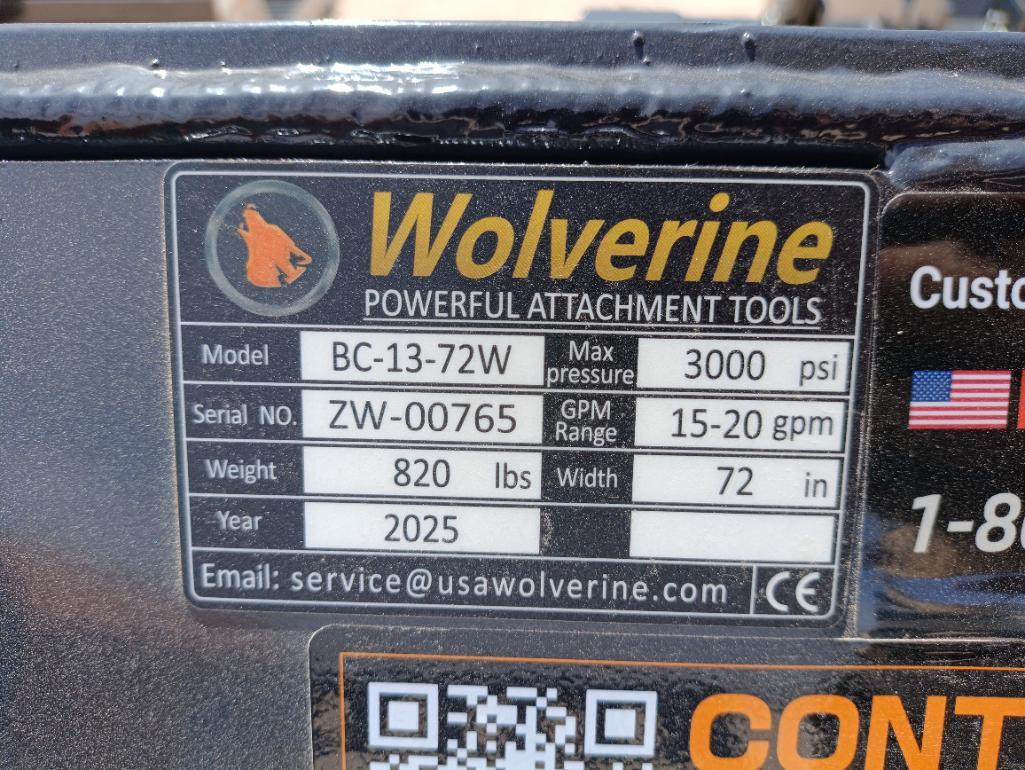 Wolverine
POWERFUL ATTACHMENT TOOLS
Model BC-13-72W Max pressure 3000 psi
Serial NO. ZW-00765 GPM Range 15-20 gpm
Weight 820 lbs Width 72 in
Year 2025
Email: service@usawolverine.com CE
Custo
1-8
CONT